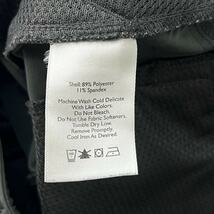 Shell: 89% Polyester
11% Spandex
Machine Wash Cold Delicate
With Like Colors.
Do Not Bleach.
Do Not Use Fabric Softeners.
Tumble Dry Low.
Remove Promptly.
Cool Iron As Needed.